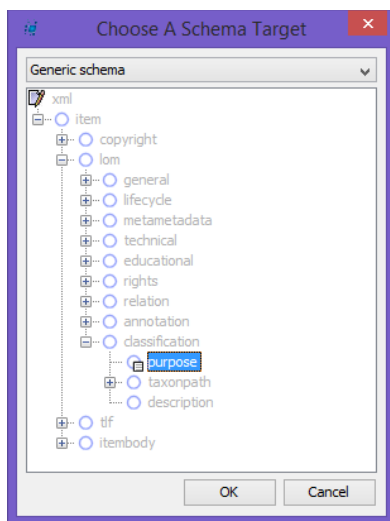 Choose A Schema Target
Generic schema
xml
item
copyright
lom
general
lifecycle
metametadata
technical
educational
rights
relation
annotation
classification
purpose
taxonpath
description
tlf
itembody
OK Cancel